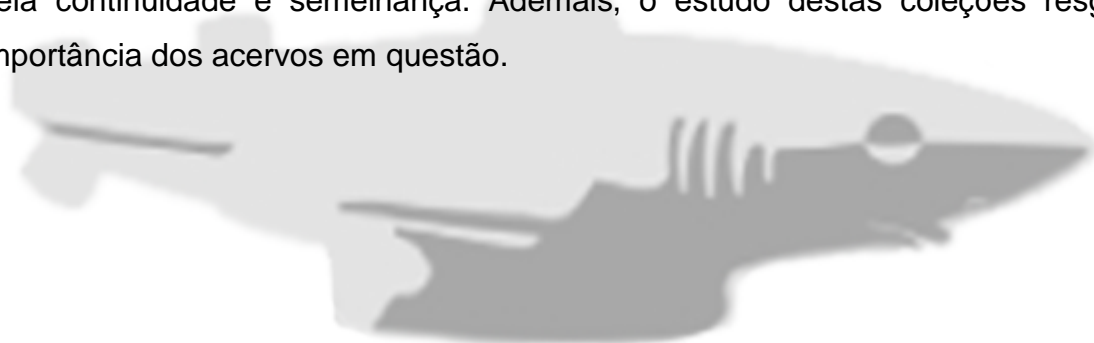 continuidade e semelhança. Ademais, o estudo destas coleções
dos acervos em questão.